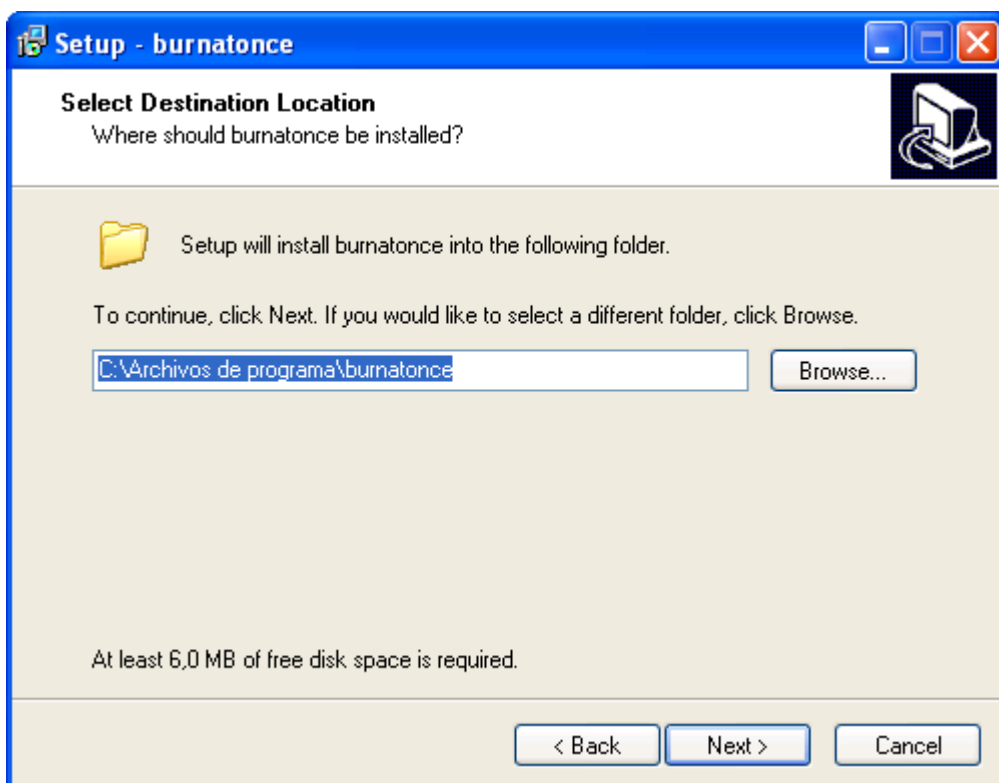 Setup - burnatonce
Select Destination Location
Where should burnatonce be installed?
Setup will install burnatonce into the following folder.
To continue, click Next. If you would like to select a different folder, click Browse.
C:\Archivos de programa\burnatonce
Browse...
At least 6,0 MB of free disk space is required.
< Back
Next >
Cancel